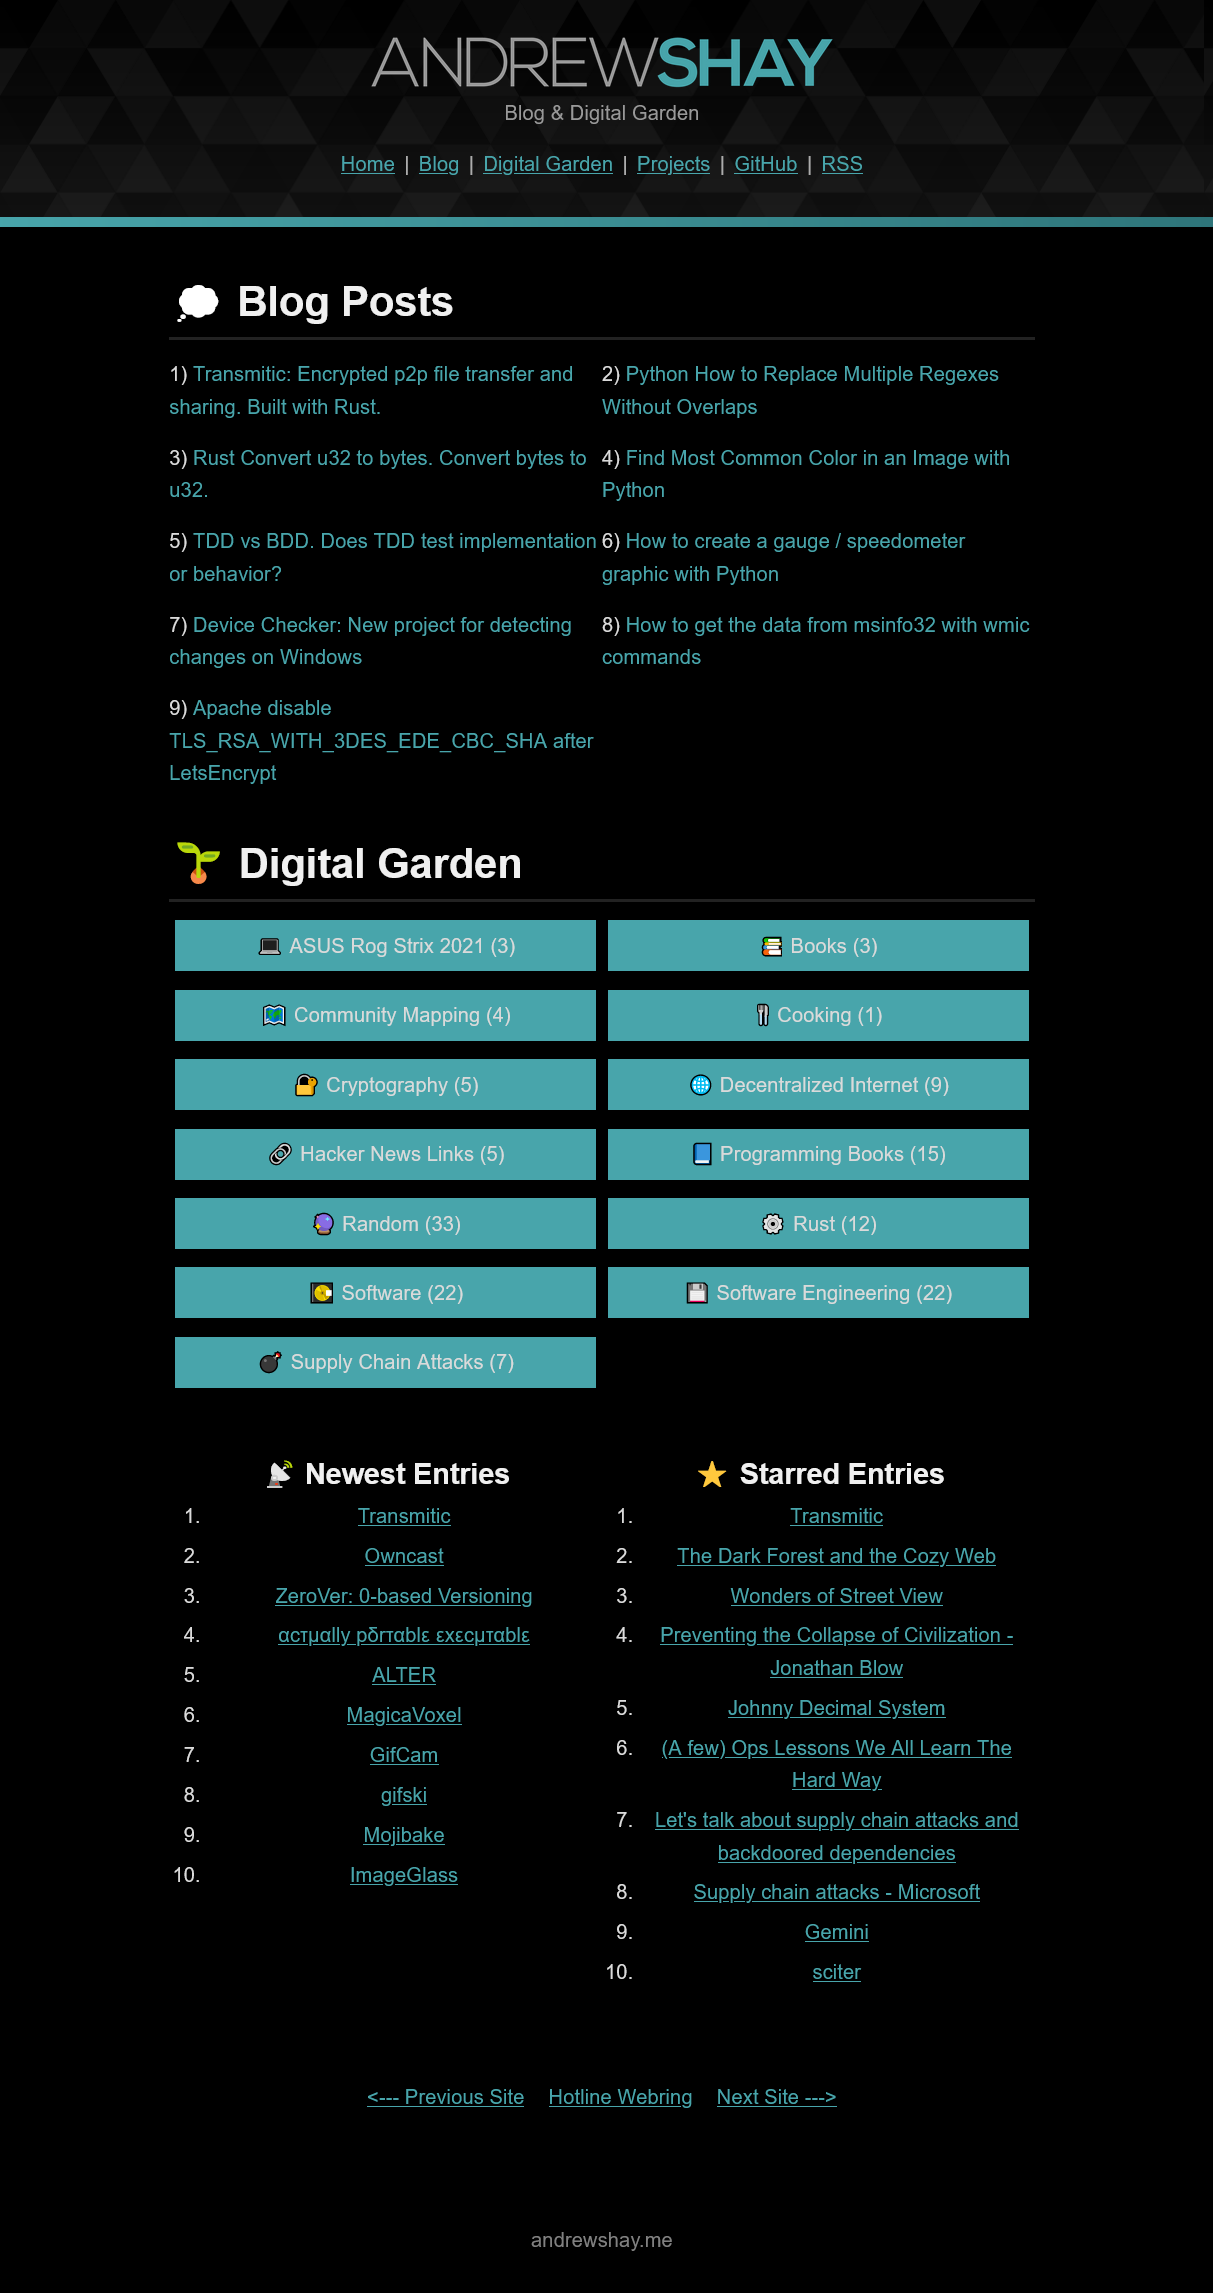 ANDREWSHAY
Blog & Digital Garden
Home | Blog | Digital Garden | Projects | GitHub | RSS
Blog Posts
1) Transmitic: Encrypted p2p file transfer and
sharing. Built with Rust.
2) Python How to Replace Multiple Regexes
Without Overlaps
3) Rust Convert u32 to bytes. Convert bytes to
u32.
4) Find Most Common Color in an Image with
Python
5) TDD vs BDD. Does TDD test implementation
or behavior?
6) How to create a gauge / speedometer
graphic with Python
7) Device Checker: New project for detecting
changes on Windows
8) How to get the data from msinfo32 with wmic
commands
9) Apache disable
TLS_RSA_WITH_3DES_EDE_CBC_SHA after
LetsEncrypt
Digital Garden
ASUS Rog Strix 2021 (3)
Books (3)
Community Mapping (4)
Cooking (1)
Cryptography (5)
Decentralized Internet (9)
Hacker News Links (5)
Programming Books (15)
Random (33)
Rust (12)
Software (22)
Software Engineering (22)
Supply Chain Attacks (7)
Newest Entries
1. Transmitic
2. Owncast
3. ZeroVer: 0-based Versioning
4. αcτµαlly pδrταblε εxεcµταblε
5. ALTER
6. MagicaVoxel
7. GifCam
8. gifski
9. Mojibake
10. ImageGlass
Starred Entries
1. Transmitic
2. The Dark Forest and the Cozy Web
3. Wonders of Street View
4. Preventing the Collapse of Civilization -
Jonathan Blow
5. Johnny Decimal System
6. (A few) Ops Lessons We All Learn The
Hard Way
7. Let's talk about supply chain attacks and
backdoored dependencies
8. Supply chain attacks - Microsoft
9. Gemini
10. sciter
<--- Previous Site Hotline Webring Next Site --->
andrewshay.me